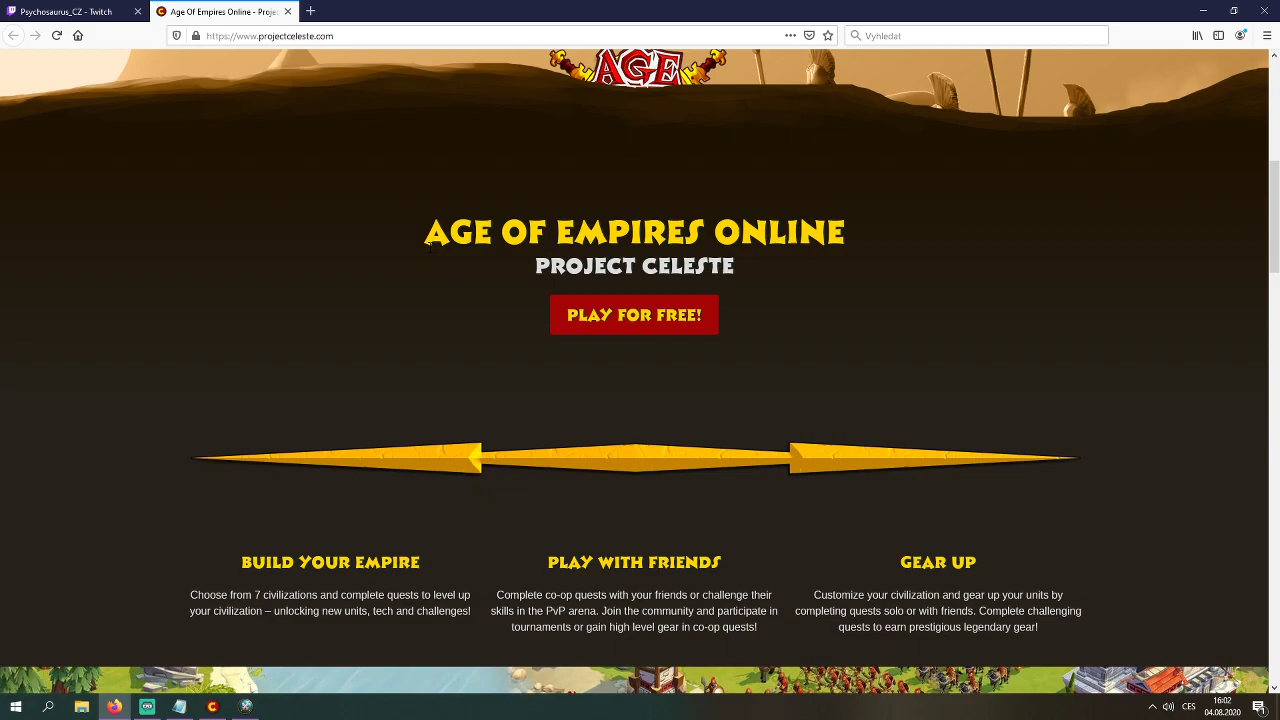 Psychosaurus_CZ - Twitch
Age Of Empires Online - Proje
https://www.projectceleste.com
Vyhledat
AGE
AGE OF EMPIRES ONLINE
PROJECT CELESTE
PLAY FOR FREE!
BUILD YOUR EMPIRE
Choose from 7 civilizations and complete quests to level up
your civilization – unlocking new units, tech and challenges!
PLAY WITH FRIENDS
Complete co-op quests with your friends or challenge their
skills in the PvP arena. Join the community and participate in
tournaments or gain high level gear in co-op quests!
GEAR UP
Customize your civilization and gear up your units by
completing quests solo or with friends. Complete challenging
quests to earn prestigious legendary gear!
CES
16:02
04.08.2020